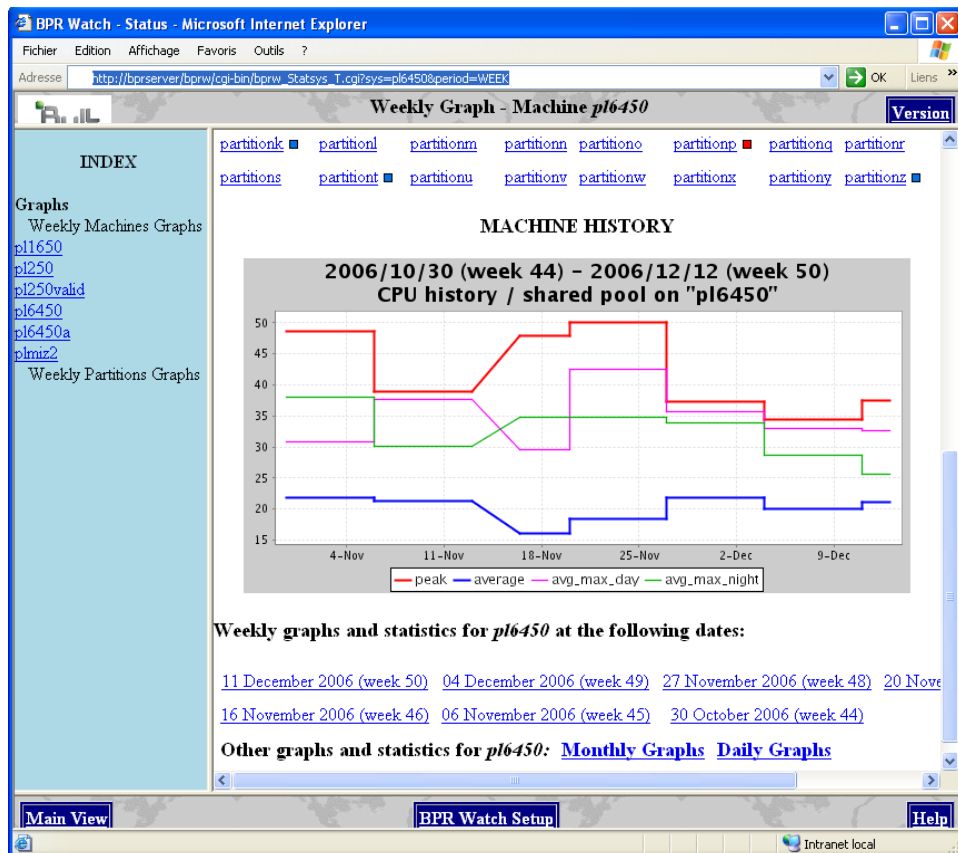 BPR Watch - Status - Microsoft Internet Explorer
Fichier Edition Affichage Favoris Outils ?
Adresse http://bprserver/bprw/cgi-bin/bprw_Statsys_T.cgi?sys=pl6450&period=WEEK OK Liens »
Weekly Graph - Machine pl6450
Version
INDEX
Graphs
Weekly Machines Graphs
pl1650
pl250
pl250valid
pl6450
pl6450a
plmiz2
Weekly Partitions Graphs
partitionk partitionl partitionm partitionn partitiono partitionp partitionq partitionr
partitions partitiont partitionu partitionv partitionw partitionx partitiony partitionz
MACHINE HISTORY
2006/10/30 (week 44) - 2006/12/12 (week 50)
CPU history / shared pool on "pl6450"
50
45
40
35
30
25
20
15
4-Nov 11-Nov 18-Nov 25-Nov 2-Dec 9-Dec
peak average avg_max_day avg_max_night
Weekly graphs and statistics for pl6450 at the following dates:
11 December 2006 (week 50) 04 December 2006 (week 49) 27 November 2006 (week 48) 20 Nove
16 November 2006 (week 46) 06 November 2006 (week 45) 30 October 2006 (week 44)
Other graphs and statistics for pl6450: Monthly Graphs Daily Graphs
Main View BPR Watch Setup Help
Intranet local